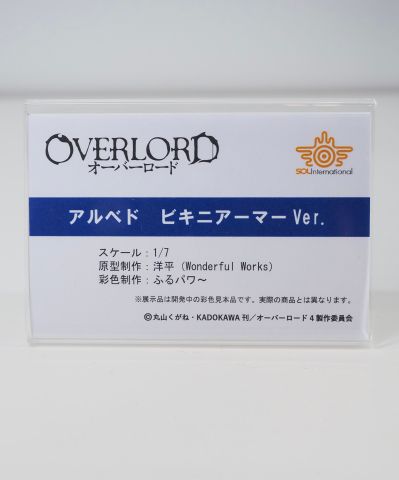 OVERLORD
オーバーロード
SOLInternational
アルベド ビキニアーマーVer.
スケール：1/7
原型制作：洋平（Wonderful Works）
彩色制作：ふるパワ～
※展示品は開発中の彩色見本品です。実際の商品とは異なります。
©丸山くがね・KADOKAWA刊／オーバーロード4製作委員会